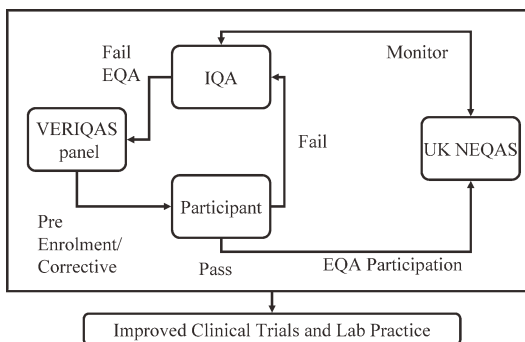 Fail
EQA
IQA
Monitor
VERIQAS
panel
UK NEQAS
Fail
Participant
Pre
Enrolment/
Corrective
Pass
EQA Participation
Improved Clinical Trials and Lab Practice